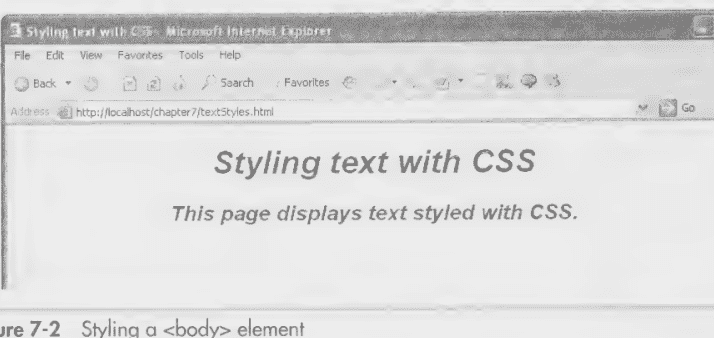 Styling text with CSS - Microsoft Internet Explorer
File Edit View Favorites Tools Help
Back Search Favorites
Address http://localhost/chapter7/textStyles.html Go
Styling text with CSS
This page displays text styled with CSS.
ure 7-2 Styling a <body> element